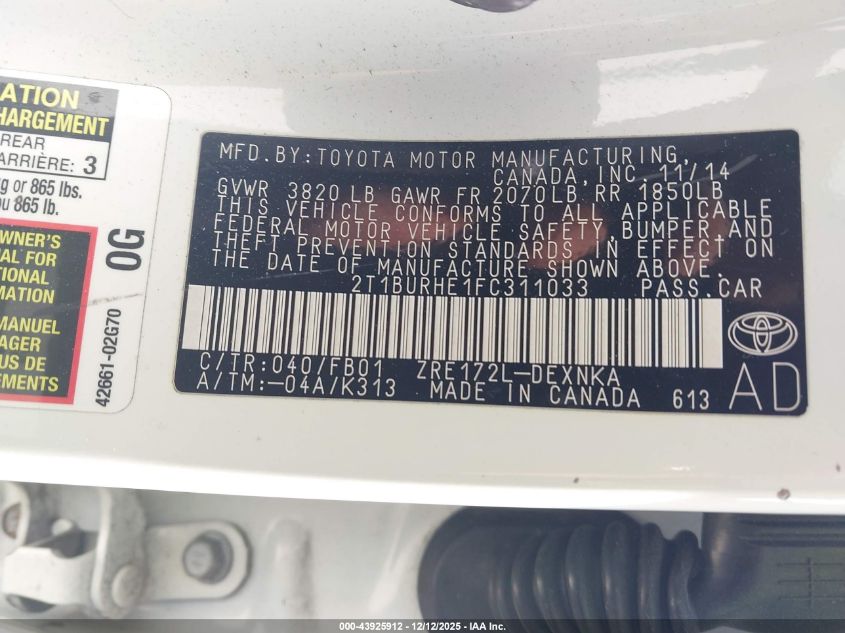 ATION
HARGEMENT
REAR
ARRIÈRE: 3
g or 865 lbs.
u 865 lb.
WNER'S
AL FOR
TIONAL
MATION
MANUEL
AGER
US DE
EMENTS
0G
42661-02G70
MFD.BY:TOYOTA MOTOR MANUFACTURING,
CANADA,INC. 11/14
GVWR 3820 LB GAWR FR 2070LB, RR 1850LB
THIS VEHICLE CONFORMS TO ALL APPLICABLE
FEDERAL MOTOR VEHICLE SAFETY, BUMPER AND
THEFT PREVENTION STANDARDS IN EFFECT ON
THE DATE OF MANUFACTURE SHOWN ABOVE.
2T1BURHE1FC311033 PASS.CAR
C/TR:040/FB01 ZRE172L-DEXNKA
A/TM:-04A/K313 MADE IN CANADA 613
AD
000-43925912 - 12/12/2025 - IAA Inc.